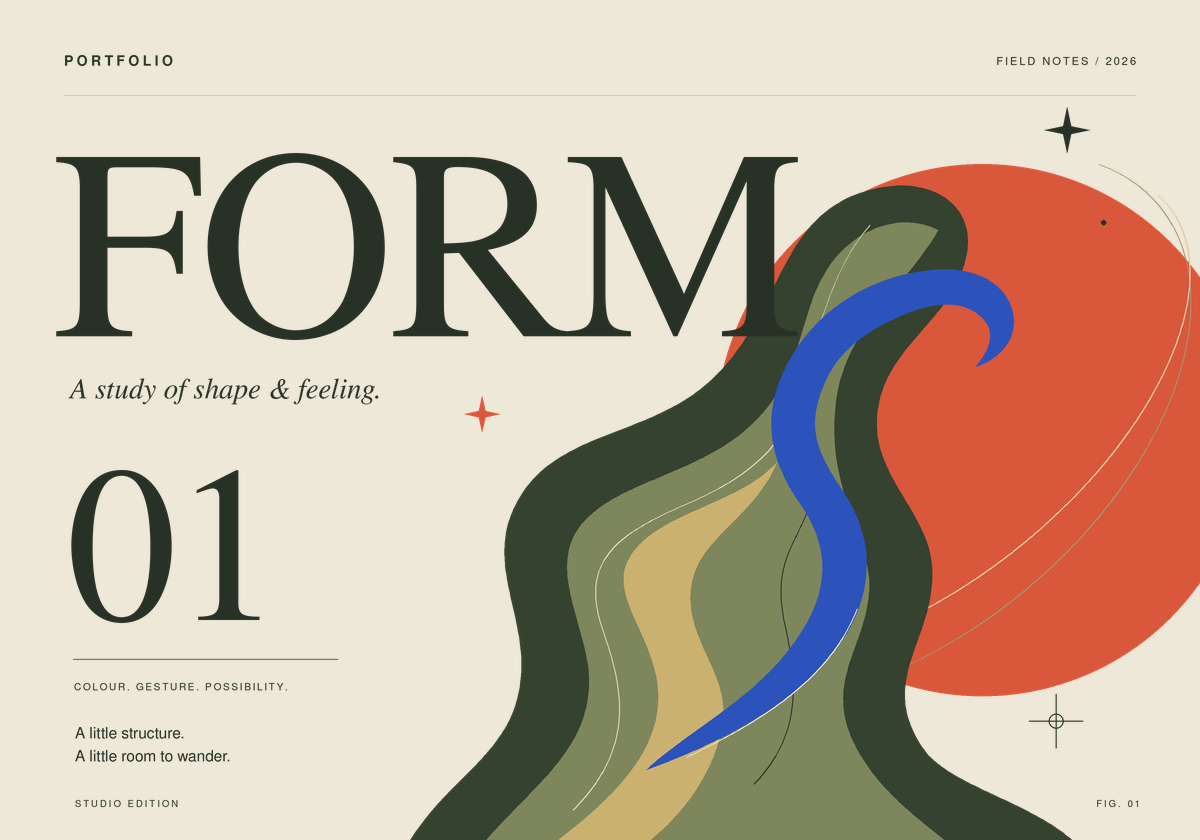 PORTFOLIO
FIELD NOTES / 2026
FORM
A study of shape & feeling.
01
COLOUR. GESTURE. POSSIBILITY.
A little structure.
A little room to wander.
STUDIO EDITION
FIG. 01